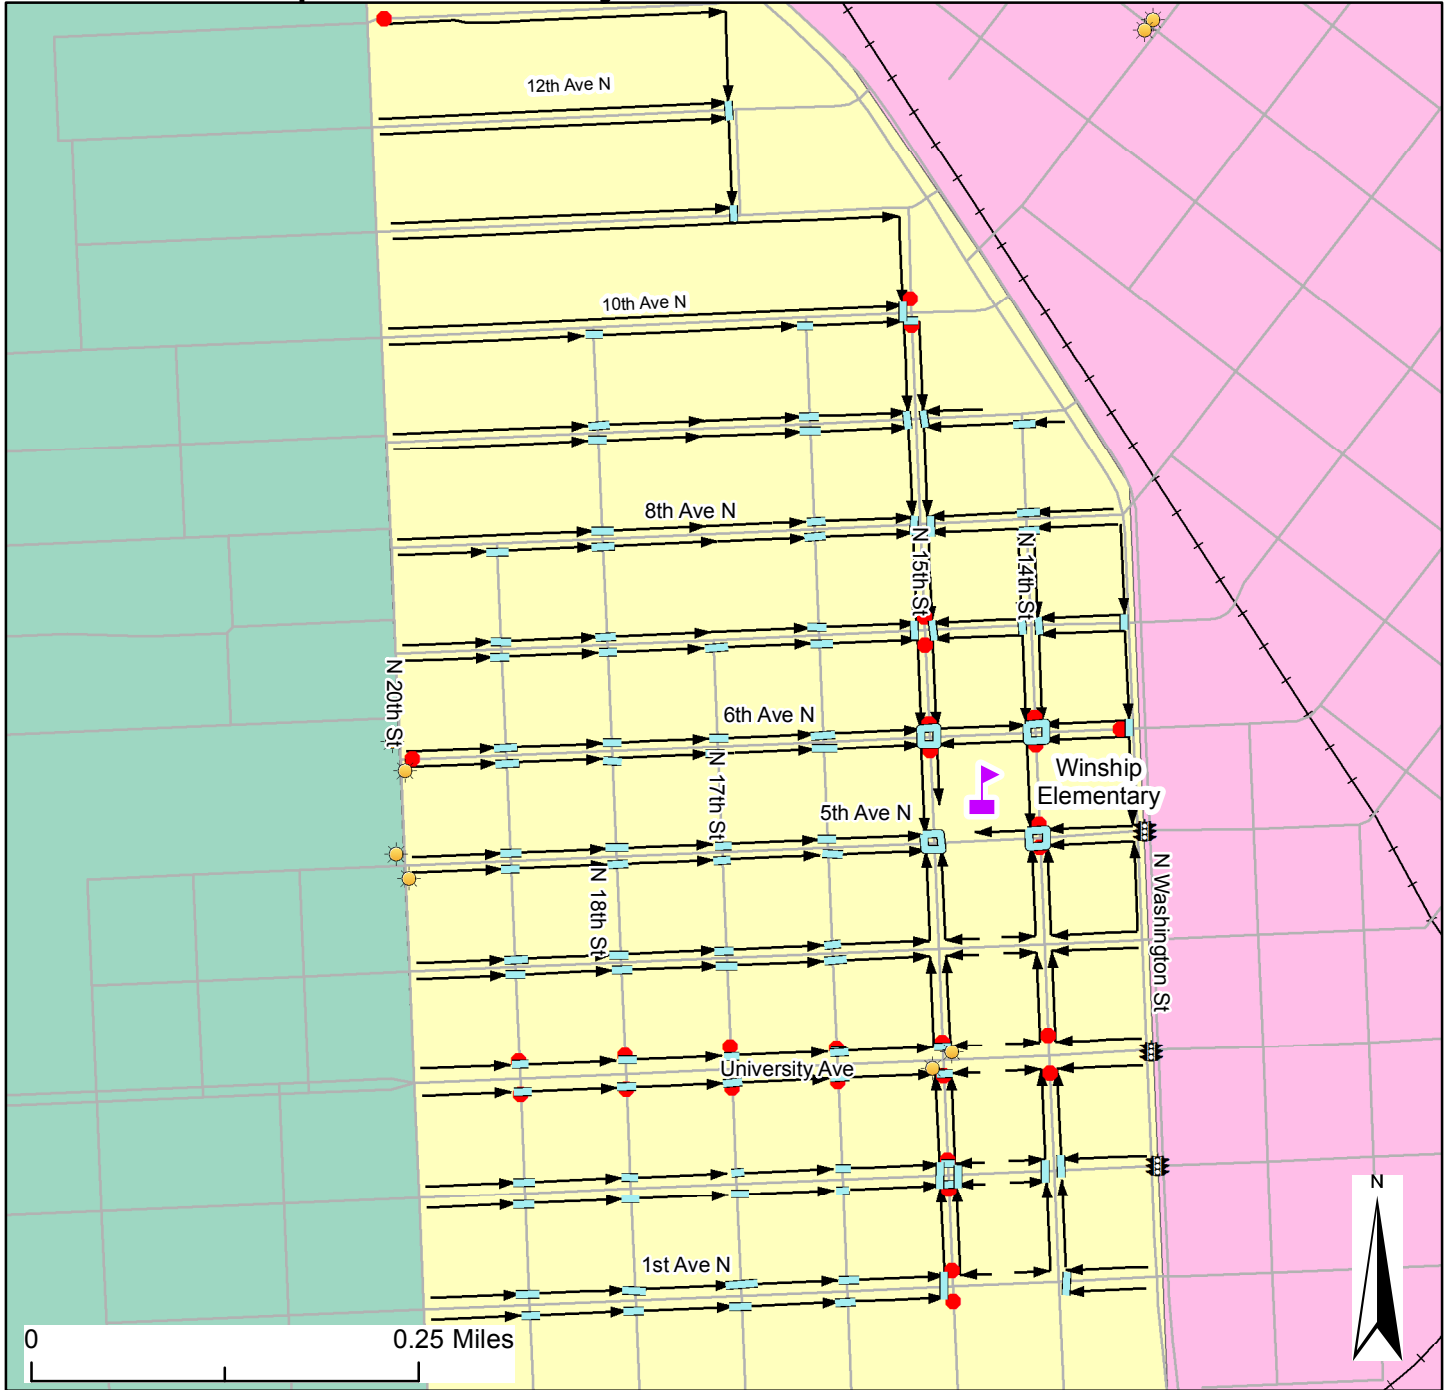 12th Ave N
10th Ave N
8th Ave N
N 15th St
N 14th St
N 20th St
6th Ave N
N 17th St
Winship
Elementary
5th Ave N
N 18th St
N Washington St
University Ave
1st Ave N
N
0
0.25 Miles